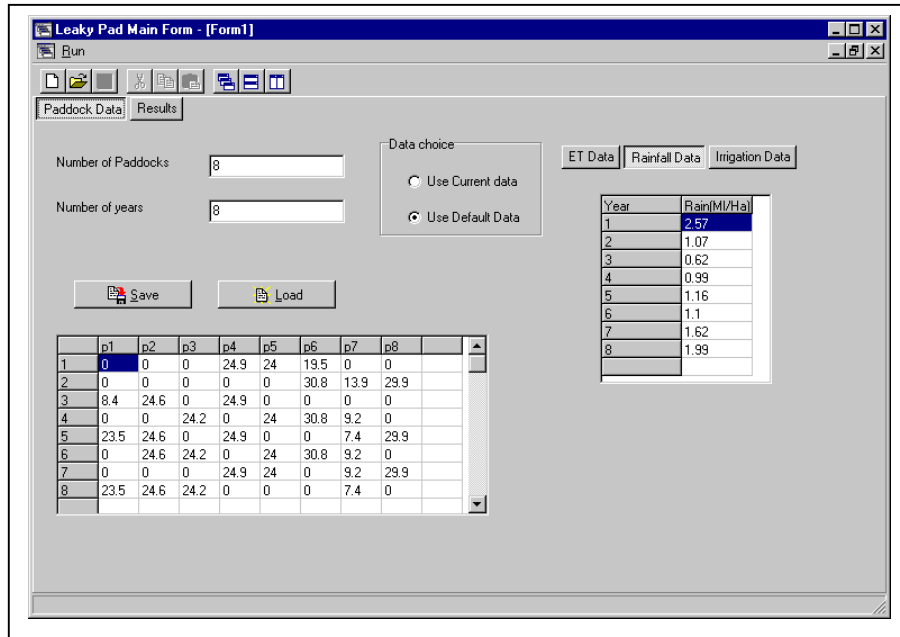 Leaky Pad Main Form - [Form1]
Run
Paddock Data Results
Number of Paddocks 8
Number of years 8
Data choice
Use Current data
Use Default Data
ET Data Rainfall Data Irrigation Data
Year Rain(Ml/Ha)
1 2.57
2 1.07
3 0.62
4 0.99
5 1.16
6 1.1
7 1.62
8 1.99
Save Load
p1 p2 p3 p4 p5 p6 p7 p8
1 0 0 0 24.9 24 19.5 0 0
2 0 0 0 0 0 30.8 13.9 29.9
3 8.4 24.6 0 24.9 0 0 0 0
4 0 0 24.2 0 24 30.8 9.2 0
5 23.5 24.6 0 24.9 0 0 7.4 29.9
6 0 24.6 24.2 0 24 30.8 9.2 0
7 0 0 0 24.9 24 0 9.2 29.9
8 23.5 24.6 24.2 0 0 0 7.4 0